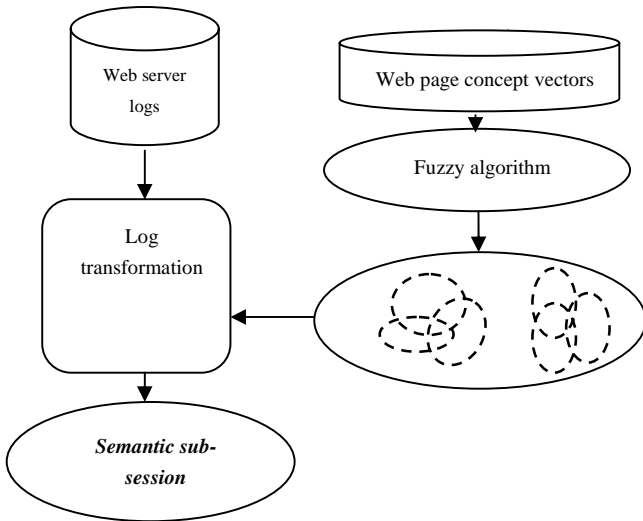 Web server
logs
Web page concept vectors
Fuzzy algorithm
Log
transformation
Semantic sub-
session